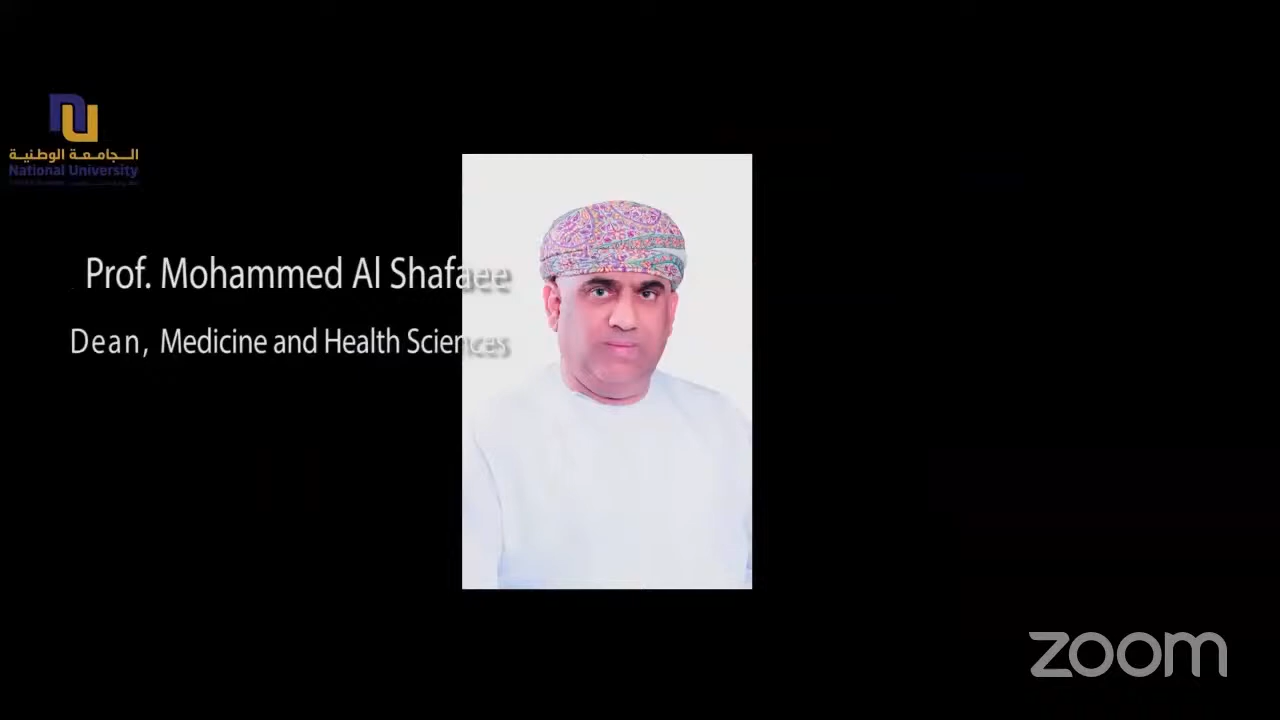 الجامعة الوطنية
National University
Prof. Mohammed Al Shafaee
Dean, Medicine and Health Sciences
zoom